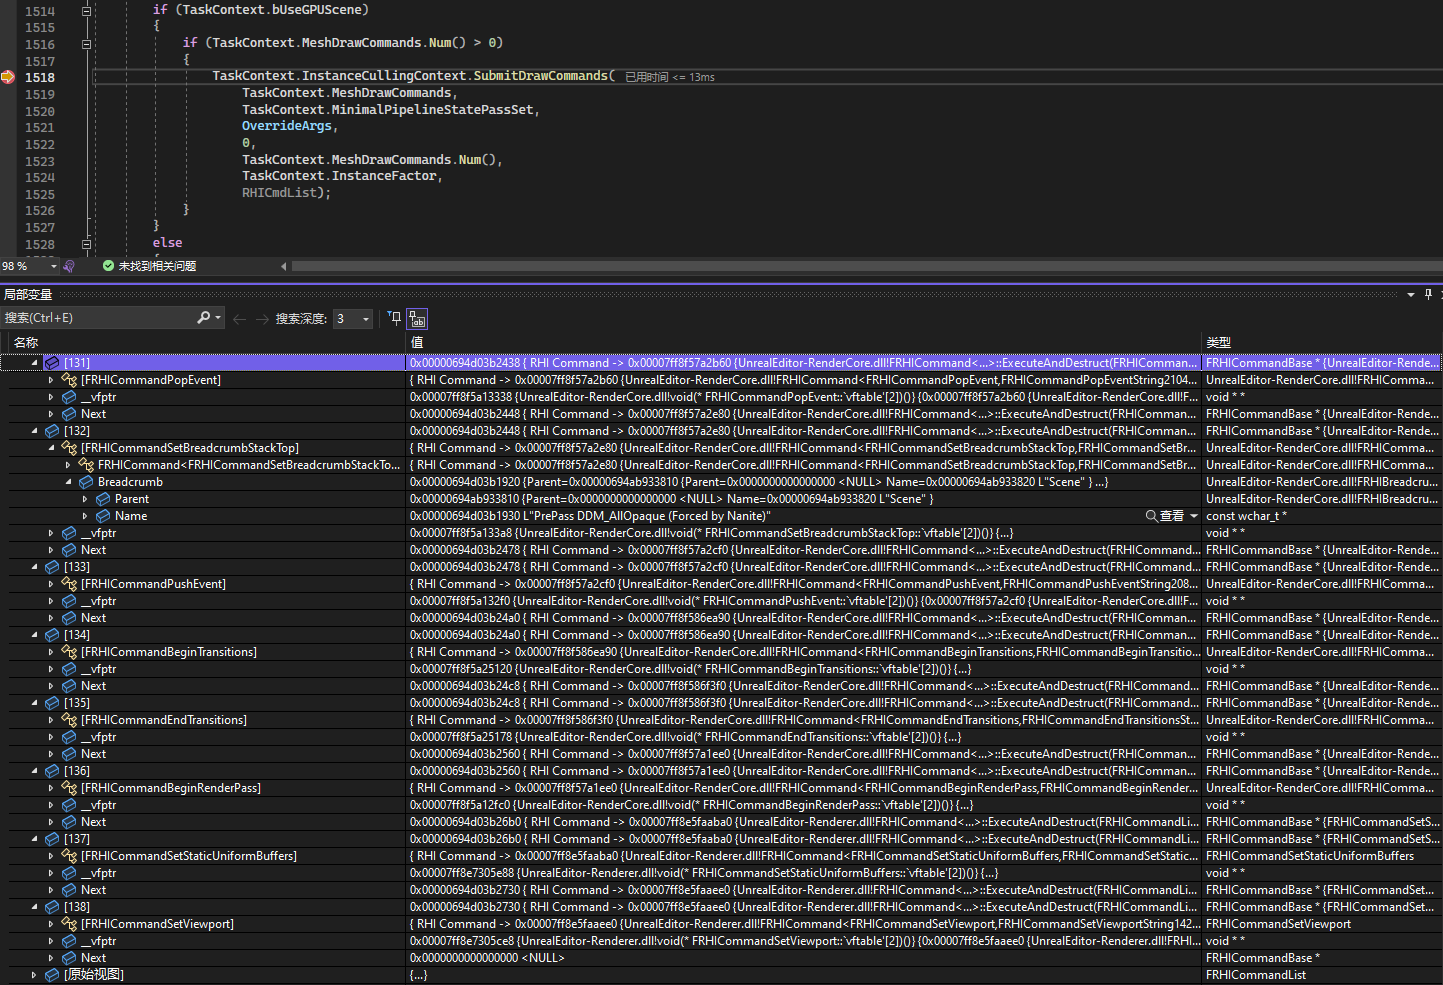 1514 if (TaskContext.bUseGPUScene)
1515 {
1516 if (TaskContext.MeshDrawCommands.Num() > 0)
1517 {
1518 TaskContext.InstanceCullingContext.SubmitDrawCommands( 已用时间 <= 13ms
1519 TaskContext.MeshDrawCommands,
1520 TaskContext.MinimalPipelineStatePassSet,
1521 OverrideArgs,
1522 0,
1523 TaskContext.MeshDrawCommands.Num(),
1524 TaskContext.InstanceFactor,
1525 RHICmdList);
1526 }
1527 }
1528 else
98 % 未找到相关问题
局部变量
搜索(Ctrl+E) 搜索深度: 3
名称 值 类型
[131] 0x00000694d03b2438 { RHI Command -> 0x00007ff8f57a2b60 {UnrealEditor-RenderCore.dll!FRHICommand<...>::ExecuteAndDestruct(FRHIComman... FRHICommandBase * {UnrealEditor-Rende...
[FRHICommandPopEvent] { RHI Command -> 0x00007ff8f57a2b60 {UnrealEditor-RenderCore.dll!FRHICommand<FRHICommandPopEvent,FRHICommandPopEventString2104... UnrealEditor-RenderCore.dll!FRHIComma...
__vfptr 0x00007ff8f5a13338 {UnrealEditor-RenderCore.dll!void(* FRHICommandPopEvent::`vftable'[2])()} {0x00007ff8f57a2b60 {UnrealEditor-RenderCore.dll!F... void * *
Next 0x00000694d03b2448 { RHI Command -> 0x00007ff8f57a2e80 {UnrealEditor-RenderCore.dll!FRHICommand<...>::ExecuteAndDestruct(FRHICommand... FRHICommandBase * {UnrealEditor-Rende...
[132] 0x00000694d03b2448 { RHI Command -> 0x00007ff8f57a2e80 {UnrealEditor-RenderCore.dll!FRHICommand<...>::ExecuteAndDestruct(FRHICommand... FRHICommandBase * {UnrealEditor-Rende...
[FRHICommandSetBreadcrumbStackTop] { RHI Command -> 0x00007ff8f57a2e80 {UnrealEditor-RenderCore.dll!FRHICommand<FRHICommandSetBreadcrumbStackTop,FRHICommandSetBr... UnrealEditor-RenderCore.dll!FRHIComma...
FRHICommand<FRHICommandSetBreadcrumbStackTo... { RHI Command -> 0x00007ff8f57a2e80 {UnrealEditor-RenderCore.dll!FRHICommand<FRHICommandSetBreadcrumbStackTop,FRHICommandSetBr... UnrealEditor-RenderCore.dll!FRHIComma...
Breadcrumb 0x00000694d03b1920 {Parent=0x00000694ab933810 {Parent=0x0000000000000000 <NULL> Name=0x00000694ab933820 L"Scene" } ...} UnrealEditor-RenderCore.dll!FRHIBreadcru...
Parent 0x00000694ab933810 {Parent=0x0000000000000000 <NULL> Name=0x00000694ab933820 L"Scene" } UnrealEditor-RenderCore.dll!FRHIBreadcru...
Name 0x00000694d03b1930 L"PrePass DDM_AllOpaque (Forced by Nanite)" 查看 const wchar_t *
__vfptr 0x00007ff8f5a133a8 {UnrealEditor-RenderCore.dll!void(* FRHICommandSetBreadcrumbStackTop::`vftable'[2])()} {...} void * *
Next 0x00000694d03b2478 { RHI Command -> 0x00007ff8f57a2cf0 {UnrealEditor-RenderCore.dll!FRHICommand<...>::ExecuteAndDestruct(FRHICommand... FRHICommandBase * {UnrealEditor-Rende...
[133] 0x00000694d03b2478 { RHI Command -> 0x00007ff8f57a2cf0 {UnrealEditor-RenderCore.dll!FRHICommand<...>::ExecuteAndDestruct(FRHICommand... FRHICommandBase * {UnrealEditor-Rende...
[FRHICommandPushEvent] { RHI Command -> 0x00007ff8f57a2cf0 {UnrealEditor-RenderCore.dll!FRHICommand<FRHICommandPushEvent,FRHICommandPushEventString208... UnrealEditor-RenderCore.dll!FRHIComma...
__vfptr 0x00007ff8f5a132f0 {UnrealEditor-RenderCore.dll!void(* FRHICommandPushEvent::`vftable'[2])()} {0x00007ff8f57a2cf0 {UnrealEditor-RenderCore.dll!F... void * *
Next 0x00000694d03b24a0 { RHI Command -> 0x00007ff8f586ea90 {UnrealEditor-RenderCore.dll!FRHICommand<...>::ExecuteAndDestruct(FRHICommand... FRHICommandBase * {UnrealEditor-Rende...
[134] 0x00000694d03b24a0 { RHI Command -> 0x00007ff8f586ea90 {UnrealEditor-RenderCore.dll!FRHICommand<...>::ExecuteAndDestruct(FRHICommand... FRHICommandBase * {UnrealEditor-Rende...
[FRHICommandBeginTransitions] { RHI Command -> 0x00007ff8f586ea90 {UnrealEditor-RenderCore.dll!FRHICommand<FRHICommandBeginTransitions,FRHICommandBeginTransitio... UnrealEditor-RenderCore.dll!FRHIComma...
__vfptr 0x00007ff8f5a25120 {UnrealEditor-RenderCore.dll!void(* FRHICommandBeginTransitions::`vftable'[2])()} {...} void * *
Next 0x00000694d03b24c8 { RHI Command -> 0x00007ff8f586f3f0 {UnrealEditor-RenderCore.dll!FRHICommand<...>::ExecuteAndDestruct(FRHICommand... FRHICommandBase * {UnrealEditor-Rende...
[135] 0x00000694d03b24c8 { RHI Command -> 0x00007ff8f586f3f0 {UnrealEditor-RenderCore.dll!FRHICommand<...>::ExecuteAndDestruct(FRHICommand... FRHICommandBase * {UnrealEditor-Rende...
[FRHICommandEndTransitions] { RHI Command -> 0x00007ff8f586f3f0 {UnrealEditor-RenderCore.dll!FRHICommand<FRHICommandEndTransitions,FRHICommandEndTransitionsSt... UnrealEditor-RenderCore.dll!FRHIComma...
__vfptr 0x00007ff8f5a25178 {UnrealEditor-RenderCore.dll!void(* FRHICommandEndTransitions::`vftable'[2])()} {...} void * *
Next 0x00000694d03b2560 { RHI Command -> 0x00007ff8f57a1ee0 {UnrealEditor-RenderCore.dll!FRHICommand<...>::ExecuteAndDestruct(FRHICommand... FRHICommandBase * {UnrealEditor-Rende...
[136] 0x00000694d03b2560 { RHI Command -> 0x00007ff8f57a1ee0 {UnrealEditor-RenderCore.dll!FRHICommand<...>::ExecuteAndDestruct(FRHICommand... FRHICommandBase * {UnrealEditor-Rende...
[FRHICommandBeginRenderPass] { RHI Command -> 0x00007ff8f57a1ee0 {UnrealEditor-RenderCore.dll!FRHICommand<FRHICommandBeginRenderPass,FRHICommandBeginRender... UnrealEditor-RenderCore.dll!FRHIComma...
__vfptr 0x00007ff8f5a12fc0 {UnrealEditor-RenderCore.dll!void(* FRHICommandBeginRenderPass::`vftable'[2])()} {...} void * *
Next 0x00000694d03b26b0 { RHI Command -> 0x00007ff8e5faaba0 {UnrealEditor-Renderer.dll!FRHICommand<...>::ExecuteAndDestruct(FRHICommandLi... FRHICommandBase * {FRHICommandSetS...
[137] 0x00000694d03b26b0 { RHI Command -> 0x00007ff8e5faaba0 {UnrealEditor-Renderer.dll!FRHICommand<...>::ExecuteAndDestruct(FRHICommandLi... FRHICommandBase * {FRHICommandSetS...
[FRHICommandSetStaticUniformBuffers] { RHI Command -> 0x00007ff8e5faaba0 {UnrealEditor-Renderer.dll!FRHICommand<FRHICommandSetStaticUniformBuffers,FRHICommandSetStatic... FRHICommandSetStaticUniformBuffers
__vfptr 0x00007ff8e7305e88 {UnrealEditor-Renderer.dll!void(* FRHICommandSetStaticUniformBuffers::`vftable'[2])()} {...} void * *
Next 0x00000694d03b2730 { RHI Command -> 0x00007ff8e5faaee0 {UnrealEditor-Renderer.dll!FRHICommand<...>::ExecuteAndDestruct(FRHICommandLi... FRHICommandBase * {FRHICommandSet...
[138] 0x00000694d03b2730 { RHI Command -> 0x00007ff8e5faaee0 {UnrealEditor-Renderer.dll!FRHICommand<...>::ExecuteAndDestruct(FRHICommandLi... FRHICommandBase * {FRHICommandSet...
[FRHICommandSetViewport] { RHI Command -> 0x00007ff8e5faaee0 {UnrealEditor-Renderer.dll!FRHICommand<FRHICommandSetViewport,FRHICommandSetViewportString142... FRHICommandSetViewport
__vfptr 0x00007ff8e7305ce8 {UnrealEditor-Renderer.dll!void(* FRHICommandSetViewport::`vftable'[2])()} {0x00007ff8e5faaee0 {UnrealEditor-Renderer.dll!FRHI... void * *
Next 0x0000000000000000 <NULL> FRHICommandBase *
[原始视图] {...} FRHICommandList